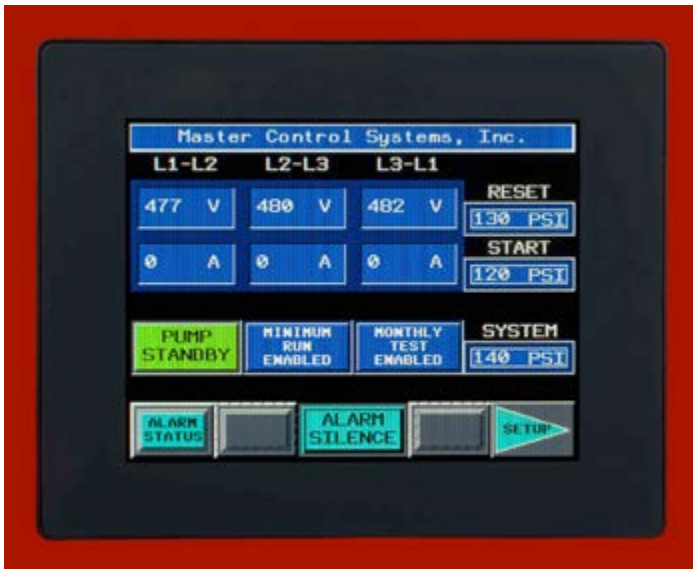 Master Control Systems, Inc.
L1-L2 L2-L3 L3-L1
477 V 480 V 482 V
RESET
130 PSI
0 A 0 A 0 A
START
120 PSI
PUMP
STANDBY
MINIMUM
RUN
ENABLED
MONTHLY
TEST
ENABLED
SYSTEM
140 PSI
ALARM
STATUS
ALARM
SILENCE
SETUP